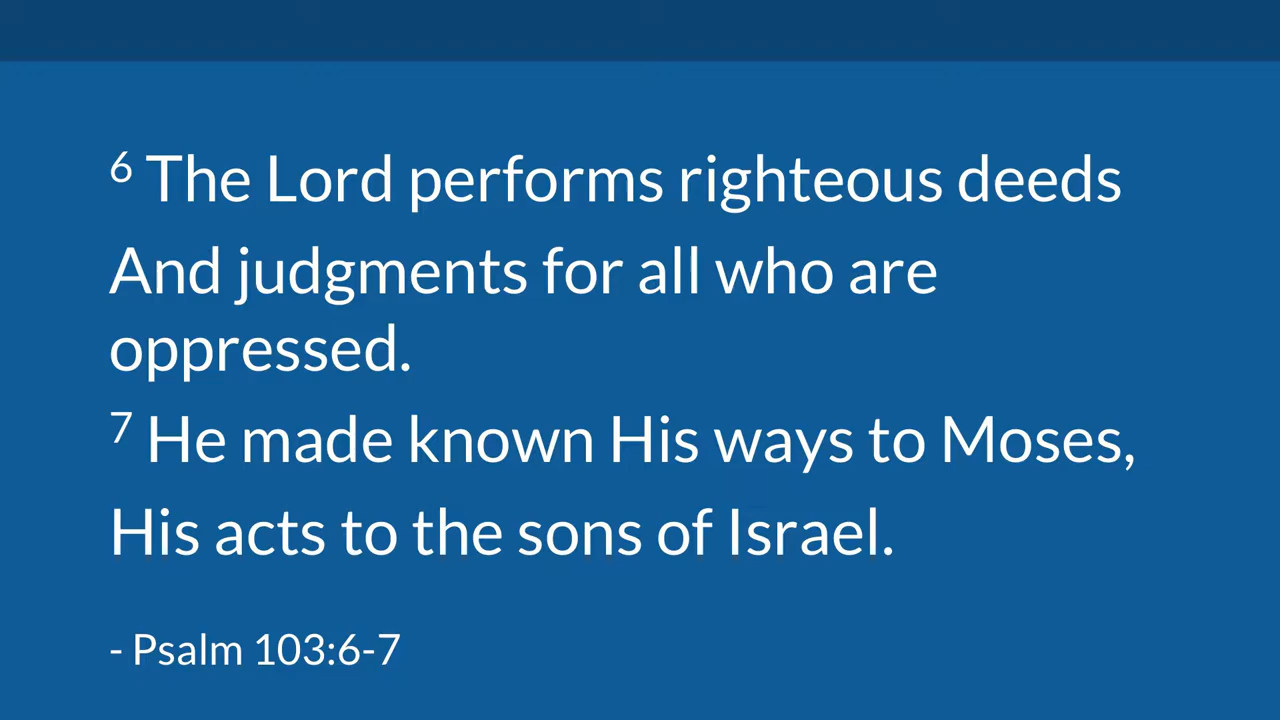 6 The Lord performs righteous deeds
And judgments for all who are
oppressed.
7 He made known His ways to Moses,
His acts to the sons of Israel.
- Psalm 103:6-7